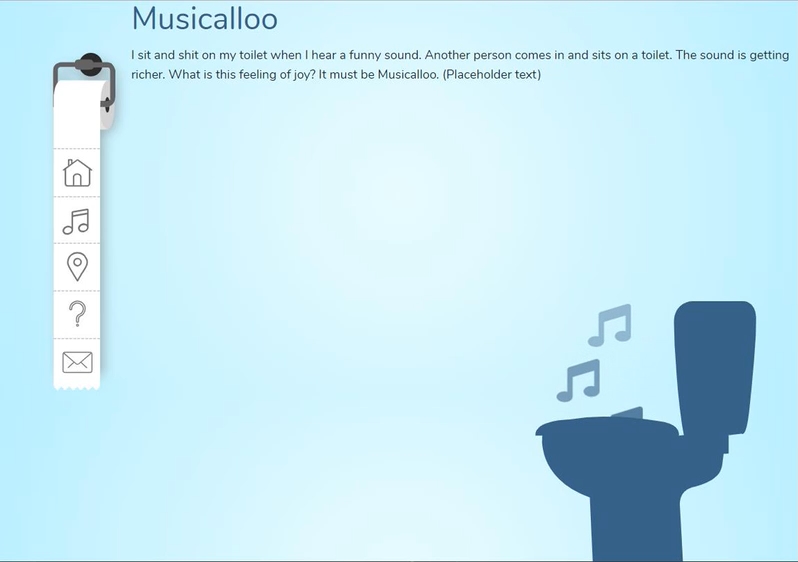 Musicalloo
I sit and shit on my toilet when I hear a funny sound. Another person comes in and sits on a toilet. The sound is getting
richer. What is this feeling of joy? It must be Musicalloo. (Placeholder text)